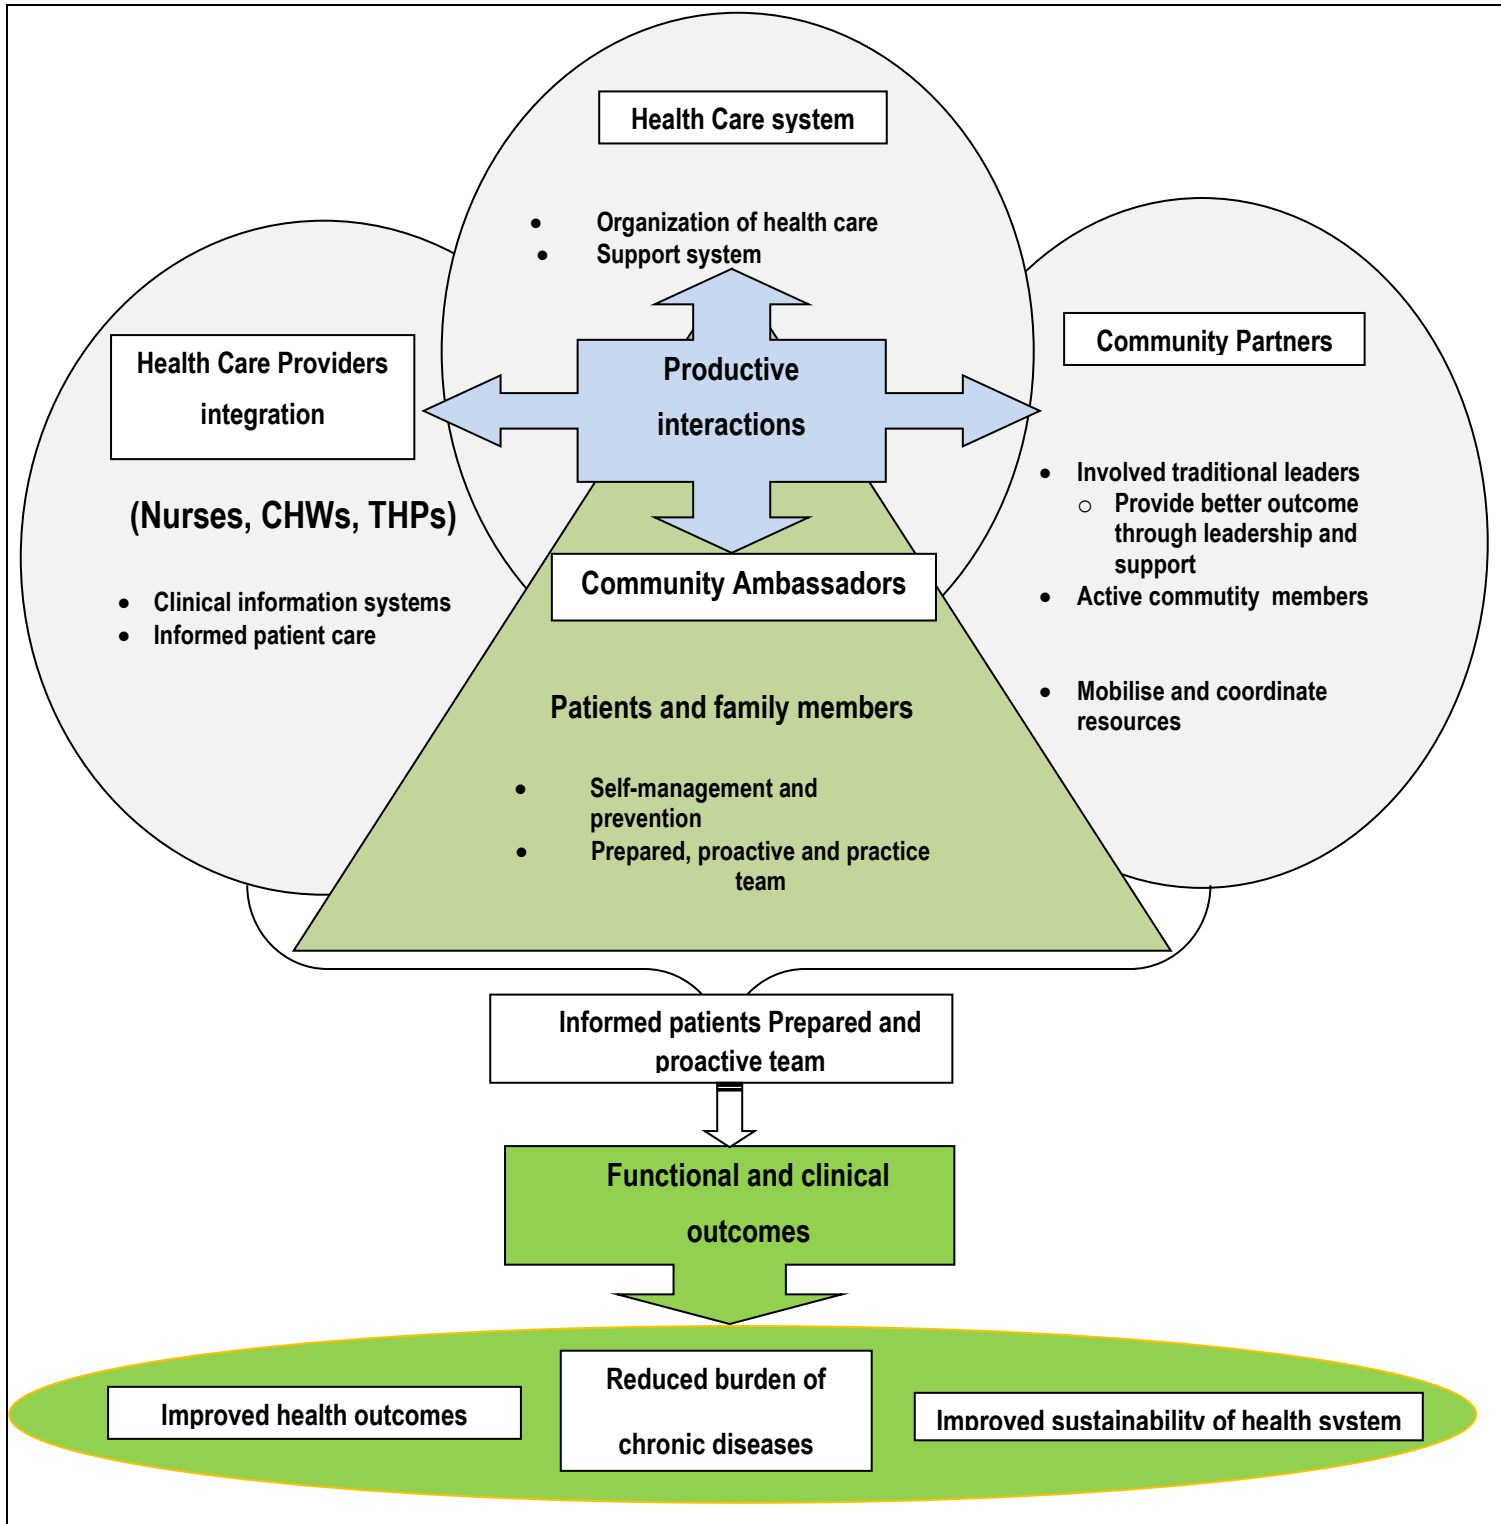 Health Care system
• Organization of health care
• Support system
Health Care Providers
integration
(Nurses, CHWs, THPs)
• Clinical information systems
• Informed patient care
Productive
interactions
Community Partners
• Involved traditional leaders
o Provide better outcome
through leadership and
support
• Active commutity members
• Mobilise and coordinate
resources
Community Ambassadors
Patients and family members
• Self-management and
prevention
• Prepared, proactive and practice
team
Informed patients Prepared and
proactive team
Functional and clinical
outcomes
Improved health outcomes
Reduced burden of
chronic diseases
Improved sustainability of health system